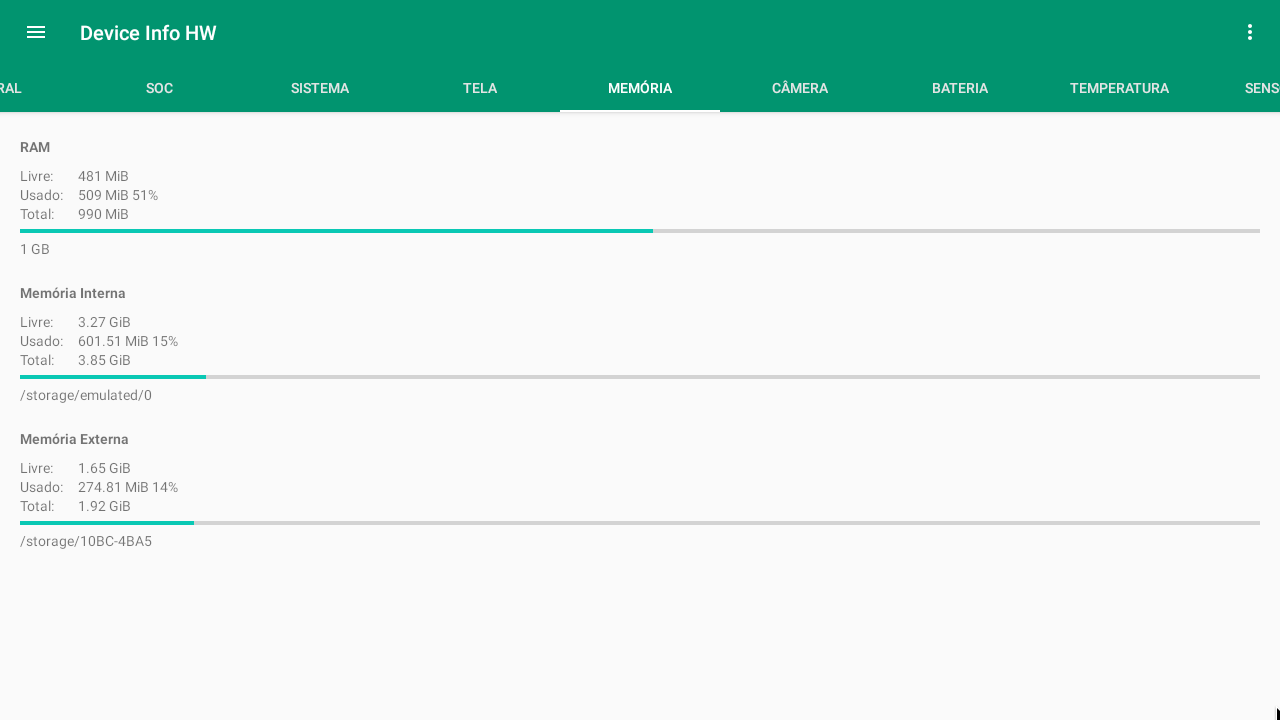 Device Info HW
RAL SOC SISTEMA TELA MEMÓRIA CÂMERA BATERIA TEMPERATURA SENS
RAM
Livre: 481 MiB
Usado: 509 MiB 51%
Total: 990 MiB
1 GB
Memória Interna
Livre: 3.27 GiB
Usado: 601.51 MiB 15%
Total: 3.85 GiB
/storage/emulated/0
Memória Externa
Livre: 1.65 GiB
Usado: 274.81 MiB 14%
Total: 1.92 GiB
/storage/10BC-4BA5